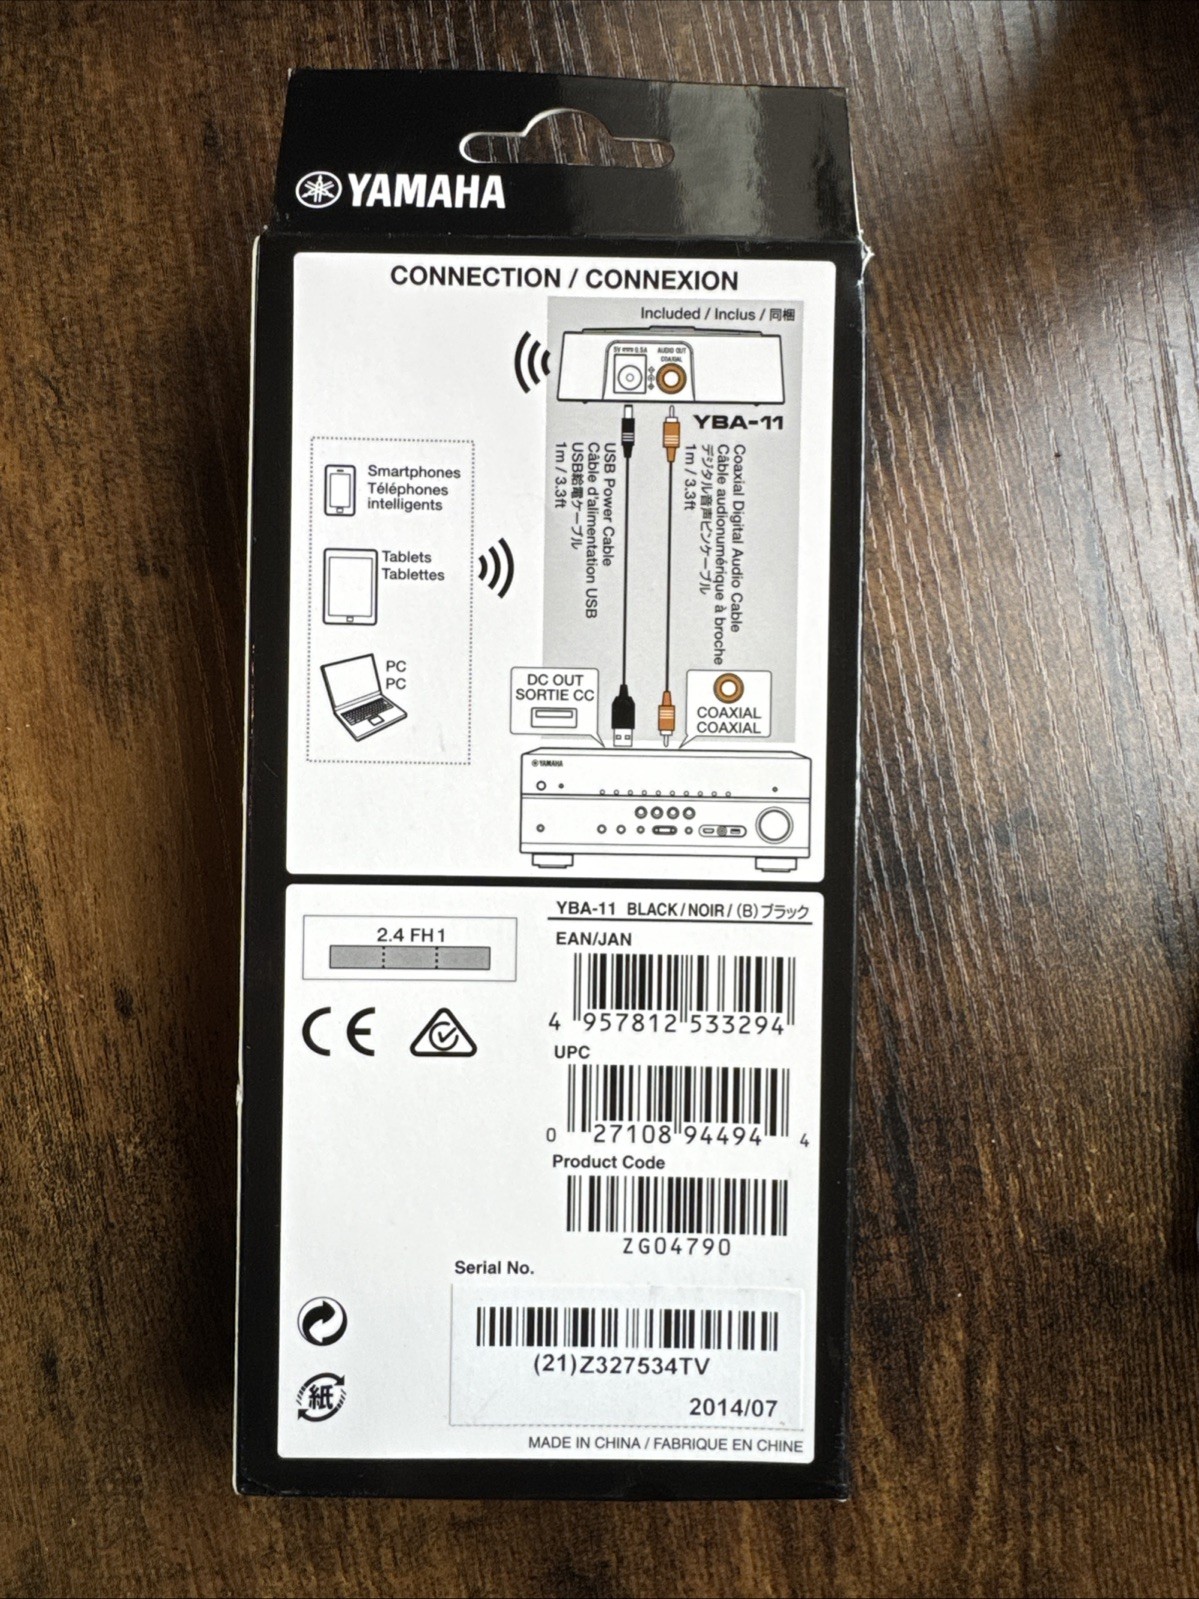 YAMAHA
CONNECTION / CONNEXION
Included / Inclus / 同梱
5V 0.5A
AUDIO OUT
COAXIAL
YBA-11
Smartphones
Téléphones
intelligents
Tablets
Tablettes
PC
PC
USB Power Cable
Câble d'alimentation USB
USB給電ケーブル
1m / 3.3ft
Coaxial Digital Audio Cable
Câble audionumérique à broche
デジタル音声ピンケーブル
1m / 3.3ft
DC OUT
SORTIE CC
COAXIAL
COAXIAL
YAMAHA
2.4 FH1
CE
YBA-11 BLACK/NOIR/(B)ブラック
EAN/JAN
4 957812 533294
UPC
0 27108 94494 4
Product Code
ZG04790
Serial No.
(21)Z327534TV
2014/07
紙
MADE IN CHINA / FABRIQUE EN CHINE